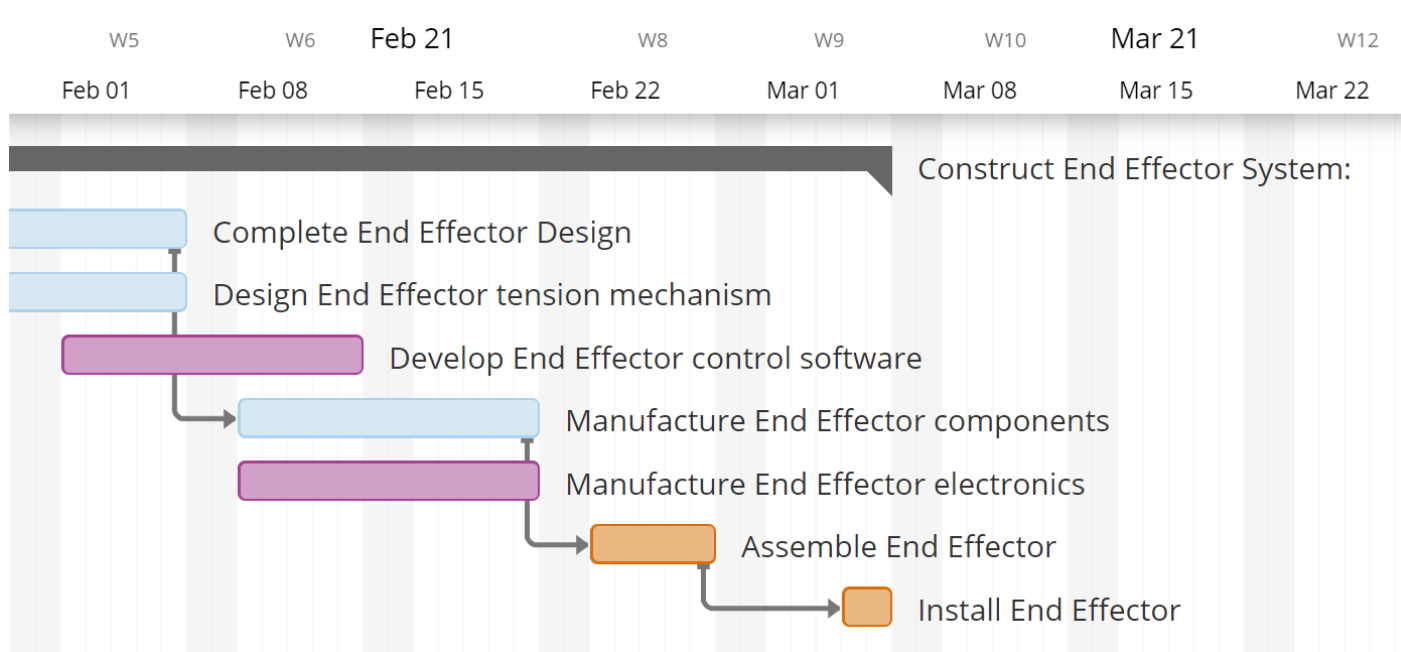 W5 W6 Feb 21 W8 W9 W10 Mar 21 W12
Feb 01 Feb 08 Feb 15 Feb 22 Mar 01 Mar 08 Mar 15 Mar 22
Construct End Effector System:
Complete End Effector Design
Design End Effector tension mechanism
Develop End Effector control software
Manufacture End Effector components
Manufacture End Effector electronics
Assemble End Effector
Install End Effector